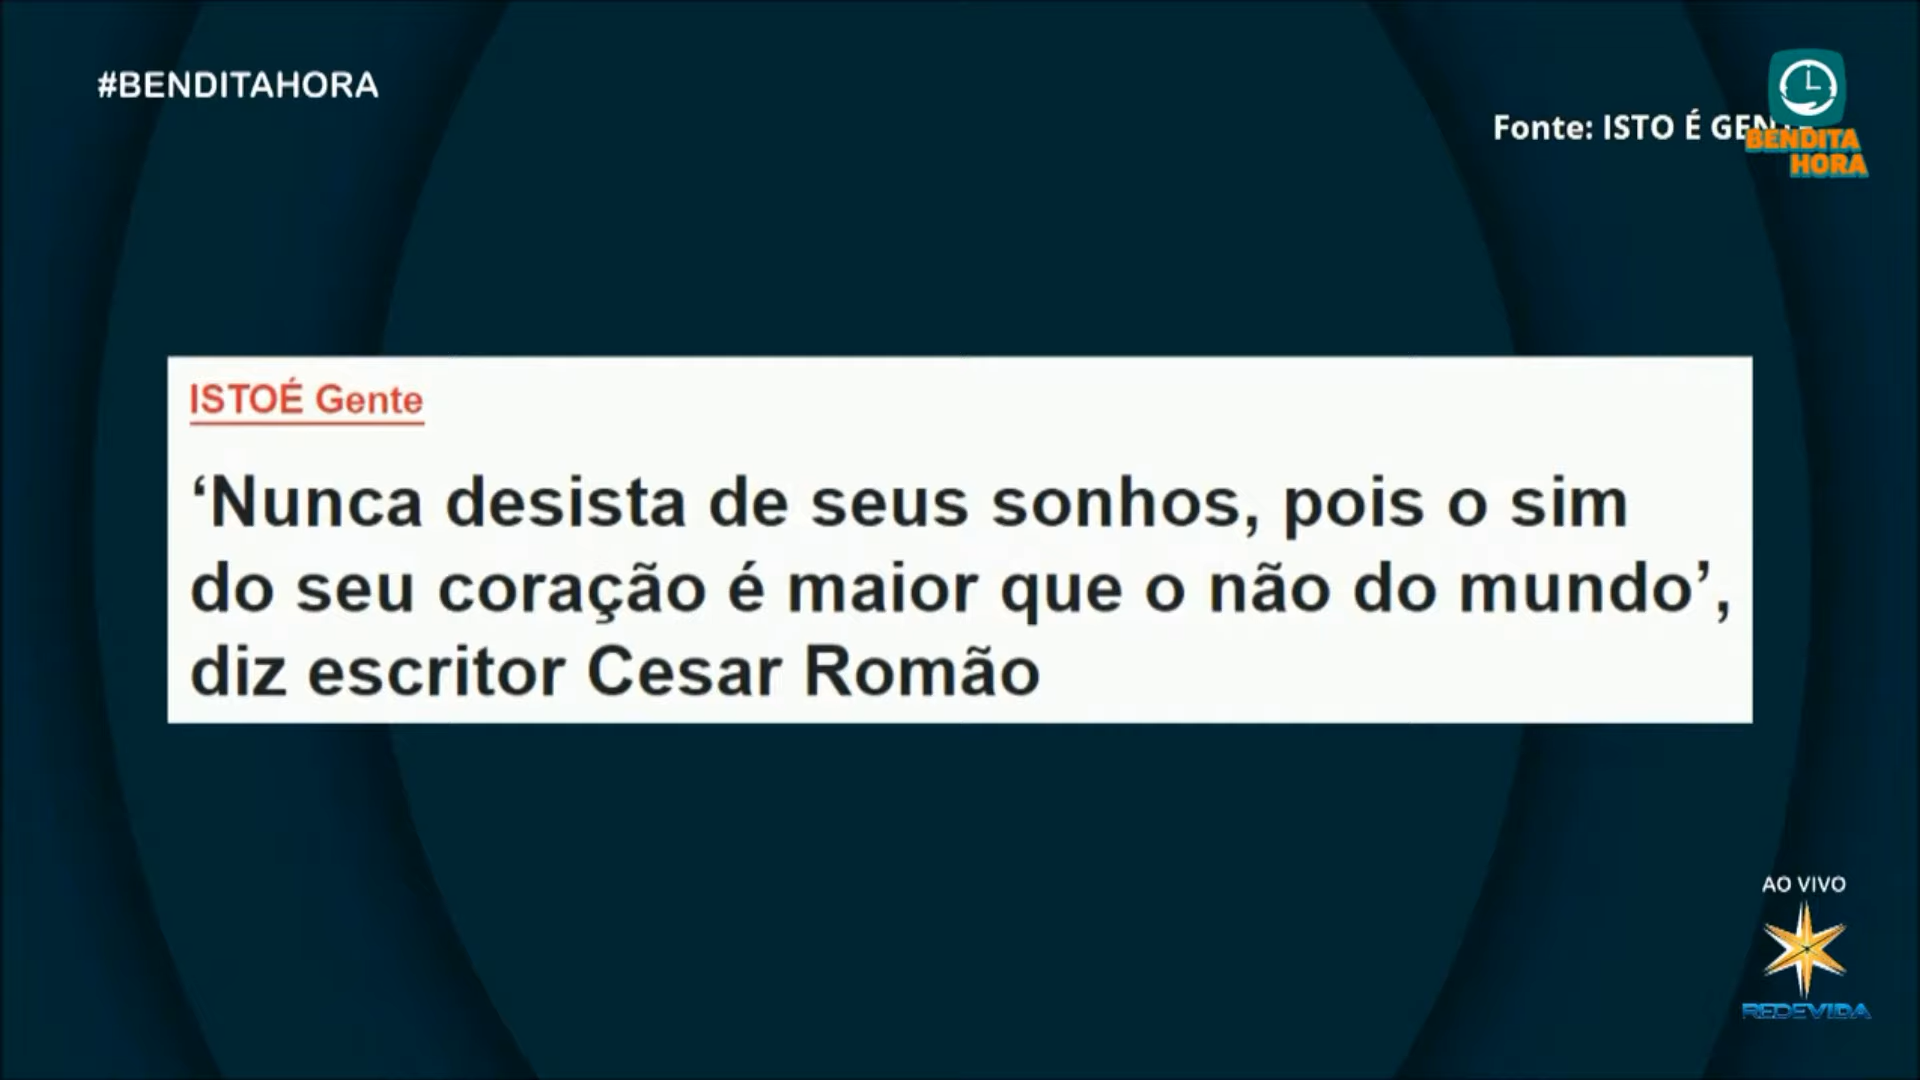 #BENDITAHORA
Fonte: ISTO É GENTE
BENDITA
HORA
ISTOÉ Gente
‘Nunca desista de seus sonhos, pois o sim
do seu coração é maior que o não do mundo’,
diz escritor Cesar Romão
AO VIVO
REDEVIDA